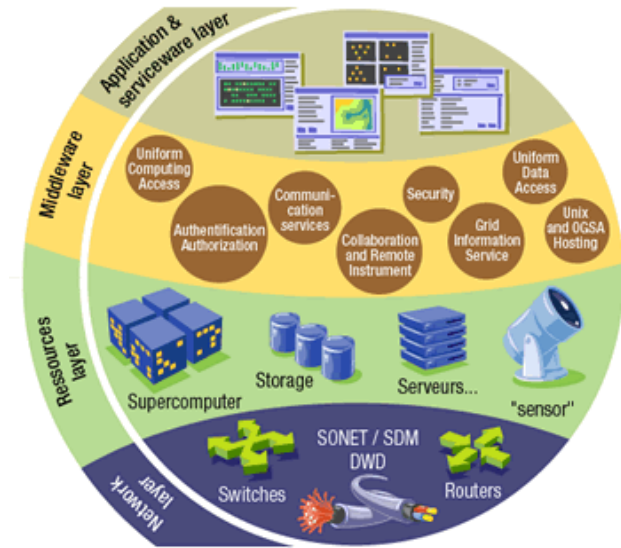 Application &
serviceware layer
Middleware
layer
Uniform
Computing
Access
Authentification
Authorization
Communi-
cation
services
Collaboration
and Remote
Instrument
Security
Grid
Information
Service
Uniform
Data
Access
Unix
and OGSA
Hosting
Ressources
layer
Supercomputer
Storage
Serveurs...
"sensor"
Network
layer
Switches
SONET / SDM
DWD
Routers